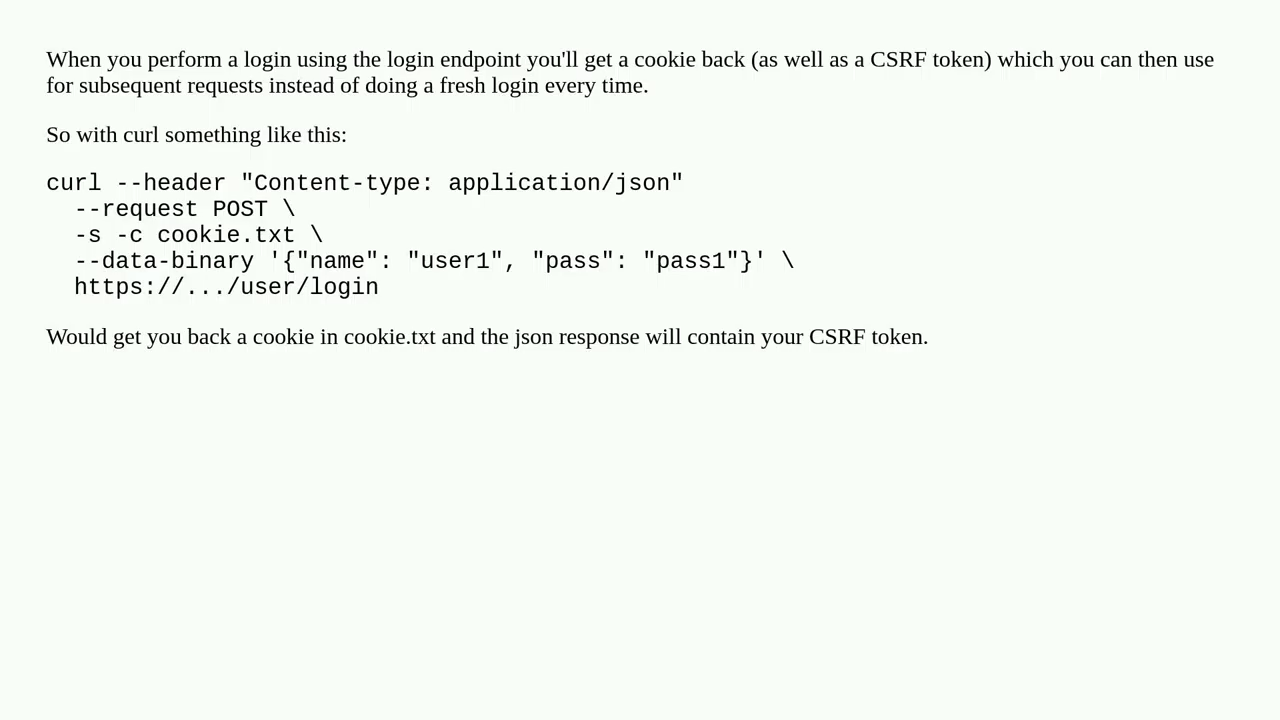 When you perform a login using the login endpoint you'll get a cookie back (as well as a CSRF token) which you can then use
for subsequent requests instead of doing a fresh login every time.
So with curl something like this:
curl --header "Content-type: application/json"
  --request POST \
  -s -c cookie.txt \
  --data-binary '{"name": "user1", "pass": "pass1"}' \
  https://.../user/login
Would get you back a cookie in cookie.txt and the json response will contain your CSRF token.